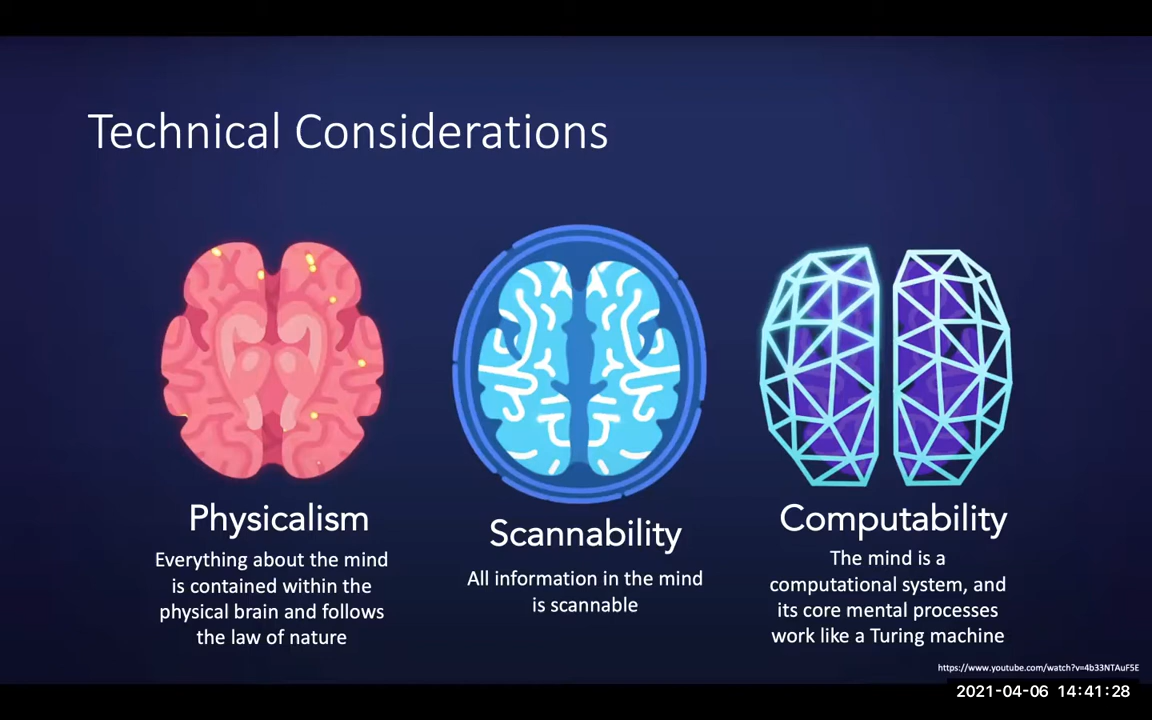 Technical Considerations
Physicalism
Everything about the mind
is contained within the
physical brain and follows
the law of nature
Scannability
All information in the mind
is scannable
Computability
The mind is a
computational system, and
its core mental processes
work like a Turing machine
https://www.youtube.com/watch?v=4b33NTAuF5E
2021-04-06 14:41:28